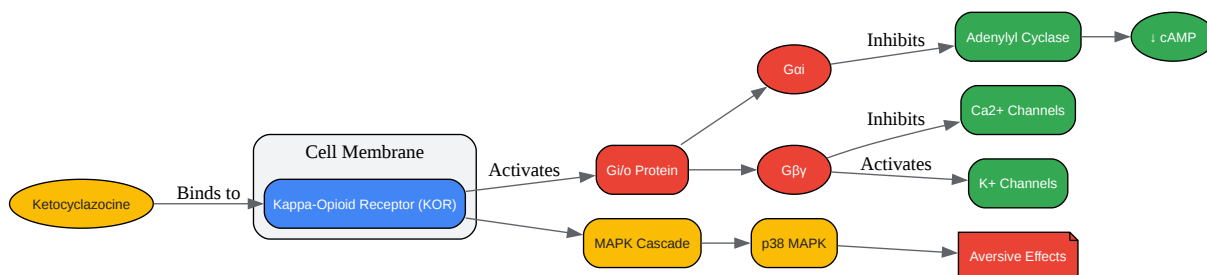 Ketocyclazocine
Binds to
Cell Membrane
Kappa-Opioid Receptor (KOR)
Activates
Gi/o Protein
Gαi
Inhibits
Adenylyl Cyclase
↓ cAMP
Gβγ
Inhibits
Ca2+ Channels
Activates
K+ Channels
MAPK Cascade
p38 MAPK
Aversive Effects